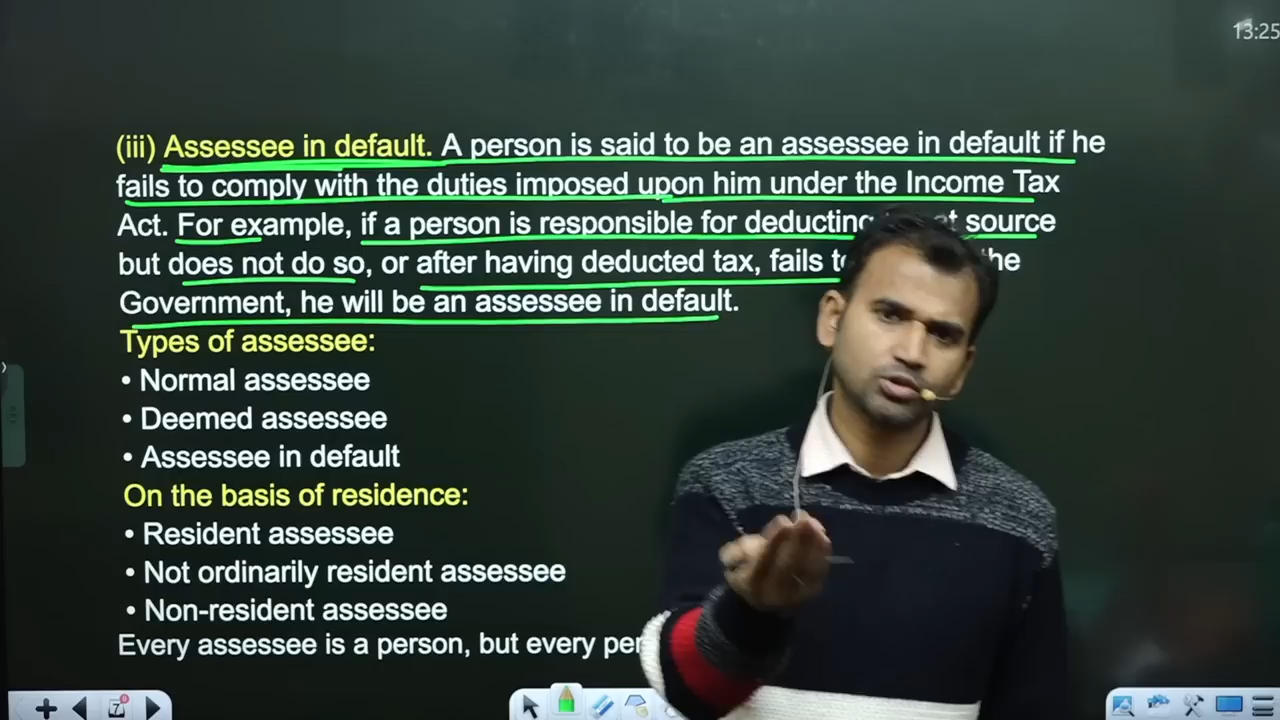 13:25
(iii) Assessee in default. A person is said to be an assessee in default if he
fails to comply with the duties imposed upon him under the Income Tax
Act. For example, if a person is responsible for deducting at source
but does not do so, or after having deducted tax, fails
Government, he will be an assessee in default.
Types of assessee:
• Normal assessee
• Deemed assessee
• Assessee in default
On the basis of residence:
• Resident assessee
• Not ordinarily resident assessee
• Non-resident assessee
Every assessee is a person, but every
7